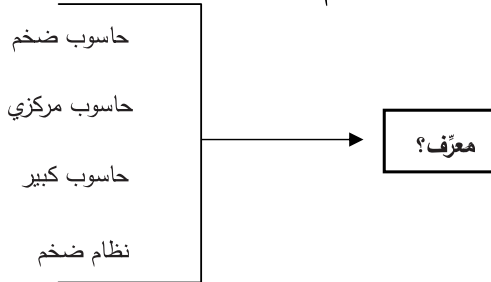 حاسوب ضخم
حاسوب مركزي
معرِّف؟
حاسوب كبير
نظام ضخم